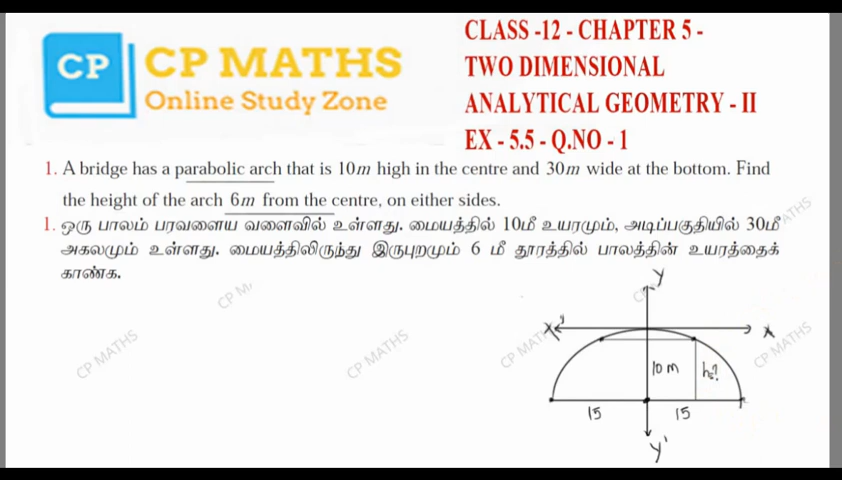 CP
CP MATHS
Online Study Zone
CLASS -12 - CHAPTER 5 -
TWO DIMENSIONAL
ANALYTICAL GEOMETRY - II
EX - 5.5 - Q.NO - 1
1. A bridge has a parabolic arch that is 10m high in the centre and 30m wide at the bottom. Find
the height of the arch 6m from the centre, on either sides.
1. ஒரு பாலம் பரவளைய வளைவில் உள்ளது. மையத்தில் 10மீ உயரமும், அடிப்பகுதியில் 30மீ
அகலமும் உள்ளது. மையத்திலிருந்து இருபுறமும் 6 மீ தூரத்தில் பாலத்தின் உயரத்தைக்
காண்க.
y
x'
x
10 m
h=?
15
15
y'
CP MATHS
CP MATHS
CP MATHS
CP MATHS